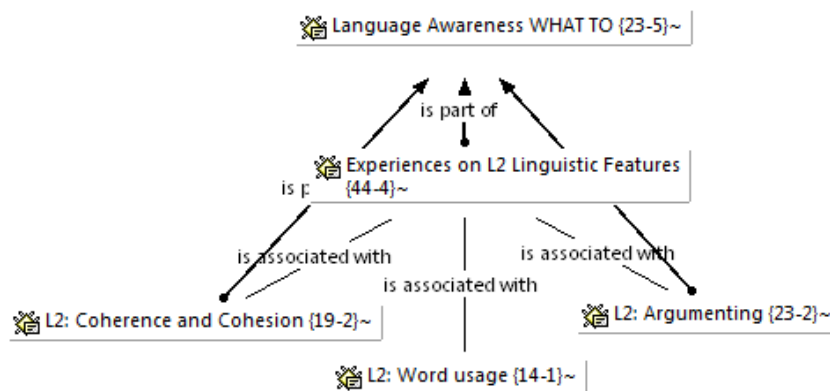 Language Awareness WHAT TO {23-5}~
is part of
Experiences on L2 Linguistic Features
{44-4}~
is
is associated with
is associated with
is associated with
L2: Coherence and Cohesion {19-2}~
L2: Argumenting {23-2}~
L2: Word usage {14-1}~